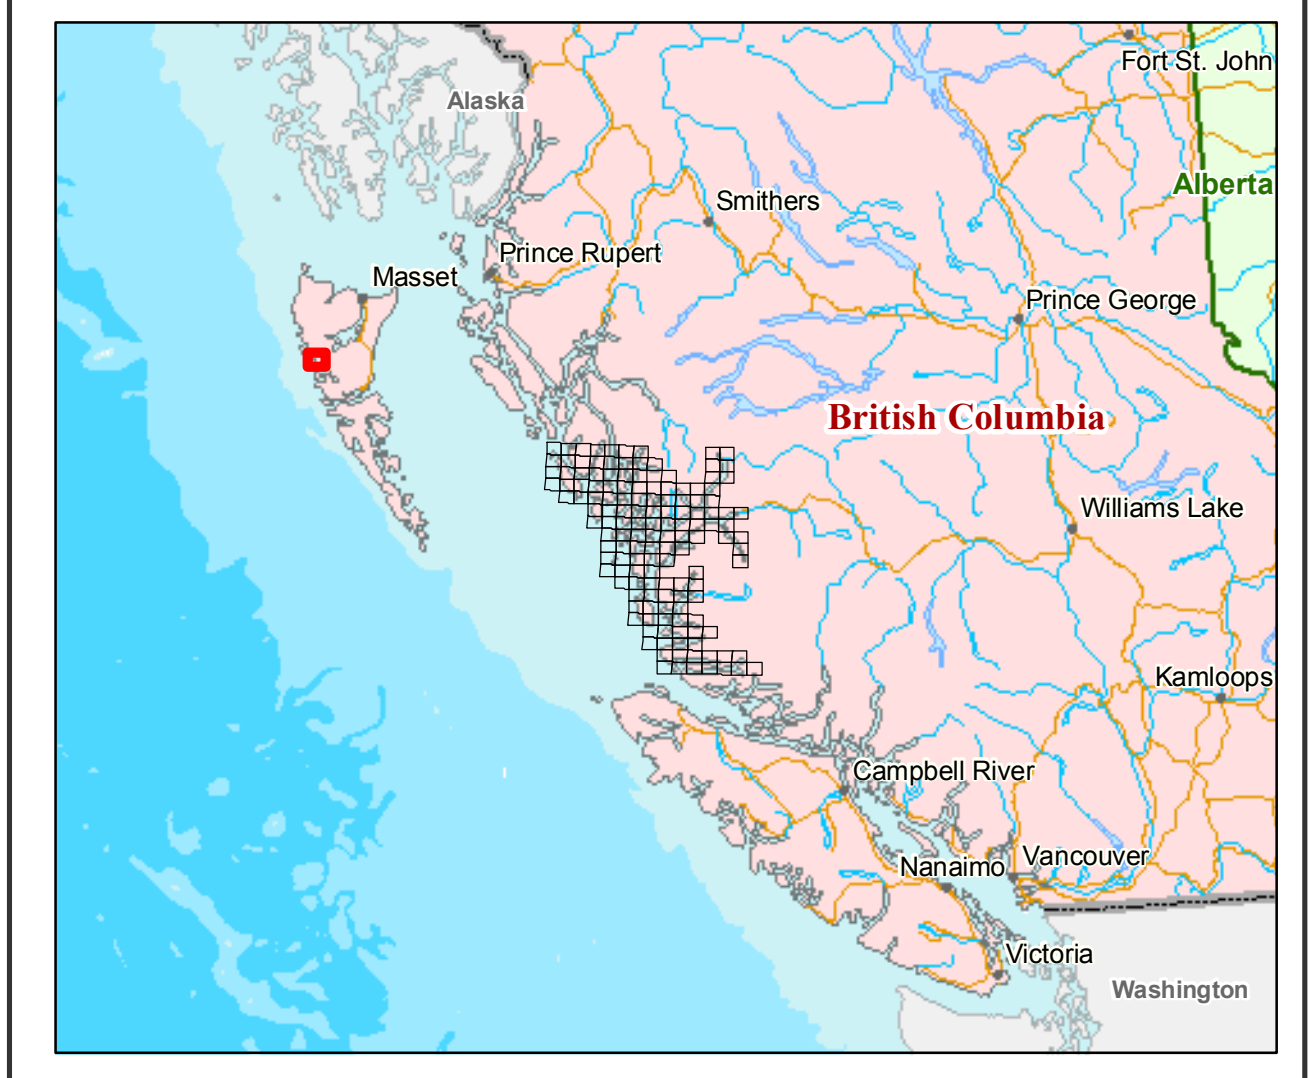 Fort St. John
Alaska
Alberta
Smithers
Prince Rupert
Masset
Prince George
British Columbia
Williams Lake
Kamloops
Campbell River
Vancouver
Nanaimo
Victoria
Washington